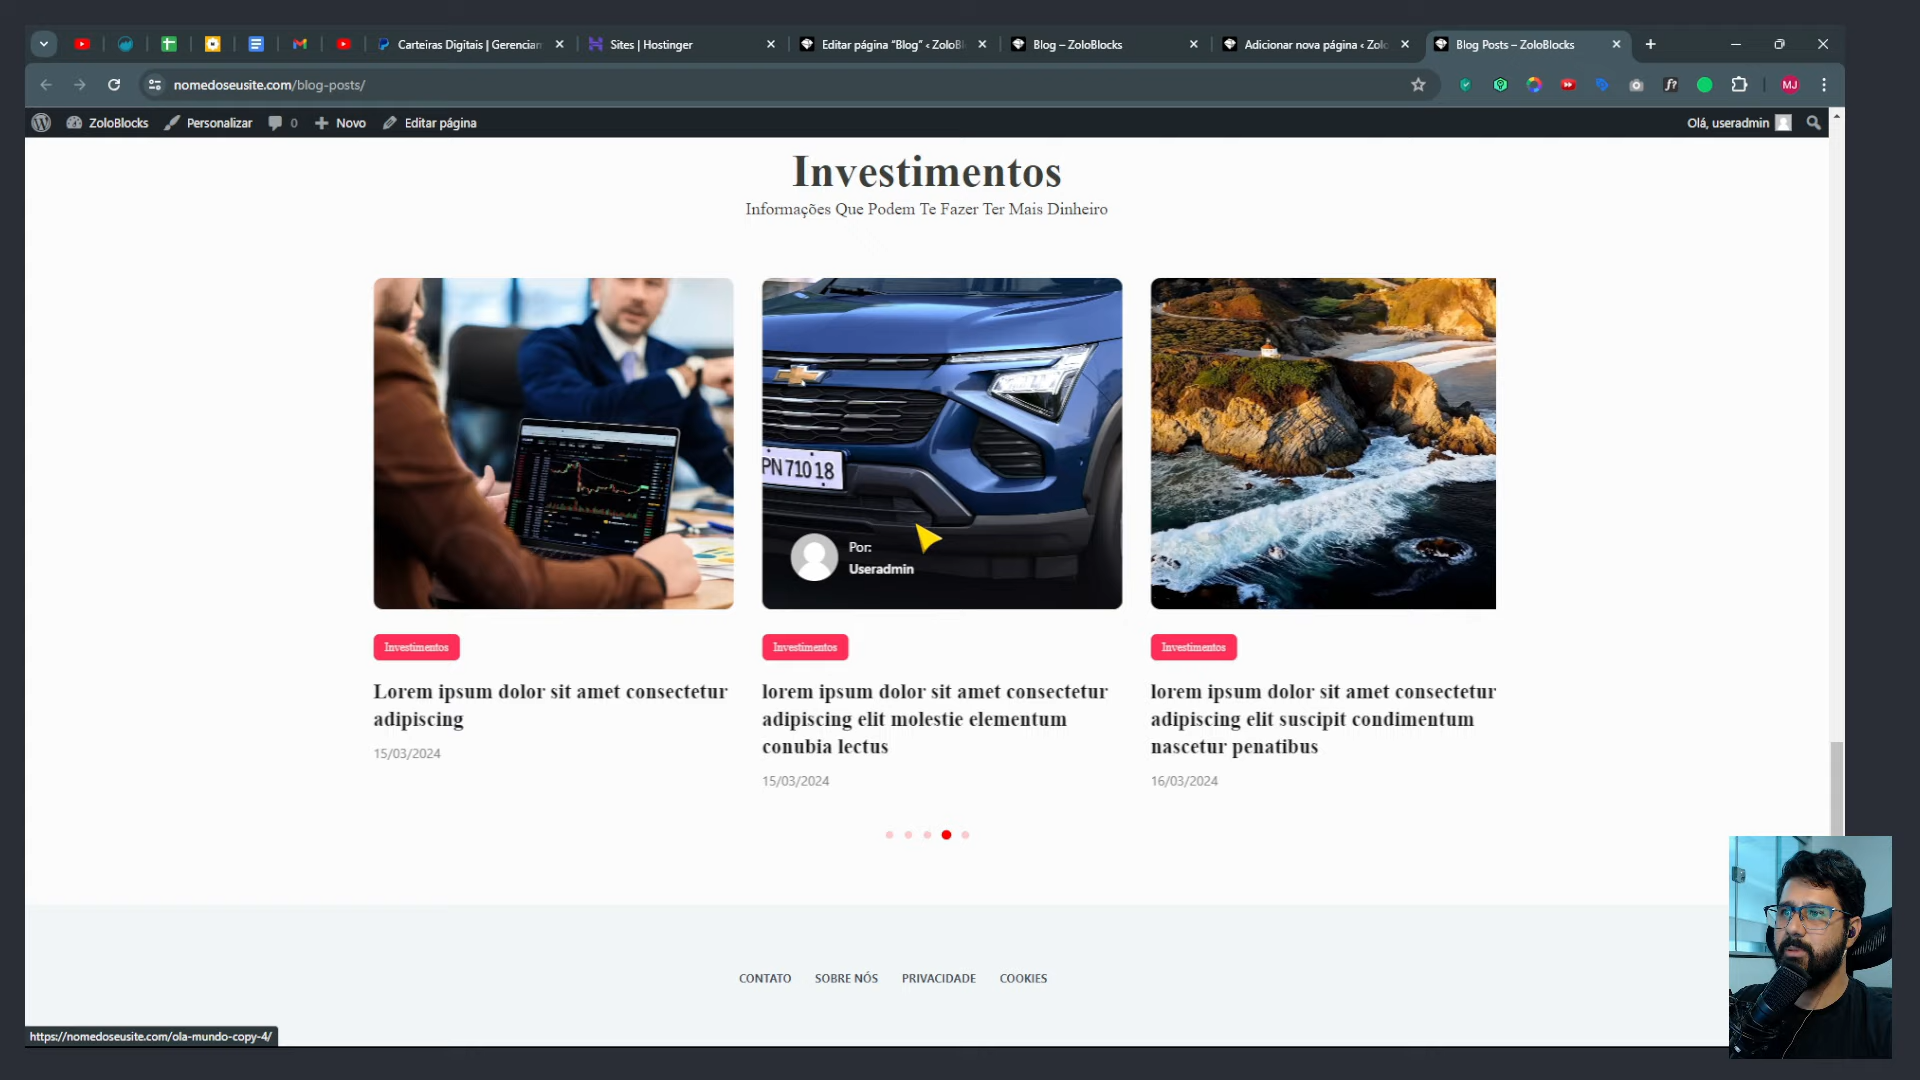 Carteiras Digitais | Gerenciam
Sites | Hostinger
Editar página “Blog” ‹ ZoloBl
Blog – ZoloBlocks
Adicionar nova página ‹ Zolo
Blog Posts – ZoloBlocks
nomedoseusite.com/blog-posts/
f?
MJ
ZoloBlocks
Personalizar
0
Novo
Editar página
Olá, useradmin
Investimentos
Informações Que Podem Te Fazer Ter Mais Dinheiro
PN 710 18
Por:
Useradmin
Investimentos
Investimentos
Investimentos
Lorem ipsum dolor sit amet consectetur
adipiscing
15/03/2024
lorem ipsum dolor sit amet consectetur
adipiscing elit molestie elementum
conubia lectus
15/03/2024
lorem ipsum dolor sit amet consectetur
adipiscing elit suscipit condimentum
nascetur penatibus
16/03/2024
CONTATO
SOBRE NÓS
PRIVACIDADE
COOKIES
https://nomedoseusite.com/ola-mundo-copy-4/